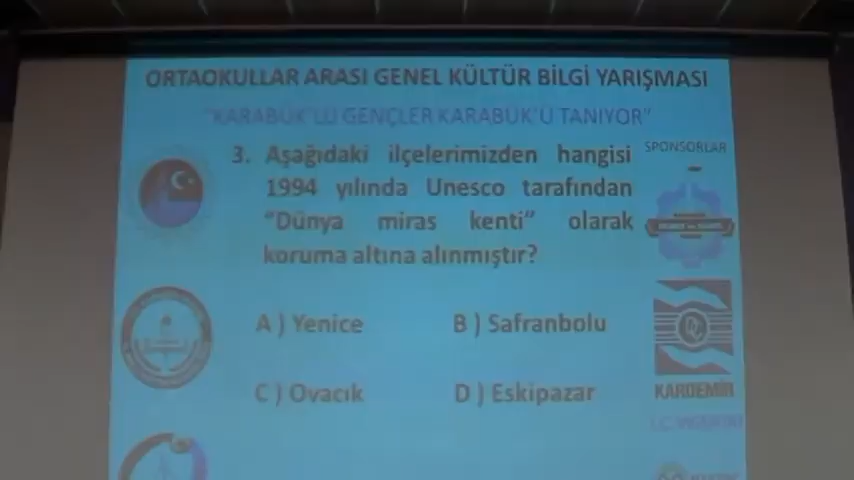 ORTAOKULLAR ARASI GENEL KÜLTÜR BİLGİ YARIŞMASI
"KARABÜK'LÜ GENÇLER KARABÜK'Ü TANIYOR"
3. Aşağıdaki ilçelerimizden hangisi
1994 yılında Unesco tarafından
"Dünya miras kenti" olarak
koruma altına alınmıştır?
A ) Yenice
B ) Safranbolu
C ) Ovacık
D ) Eskipazar
SPONSORLAR
KARDEMİR